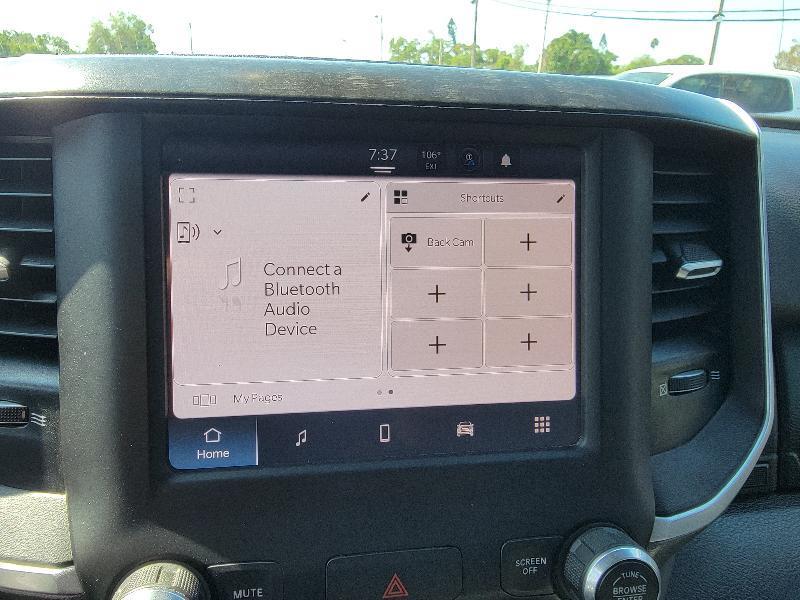 7:37
106°
EXT
Shortcuts
Back Cam
Connect a
Bluetooth
Audio
Device
My Pages
Home
MUTE
SCREEN
OFF
TUNE
BROWSE
ENTER